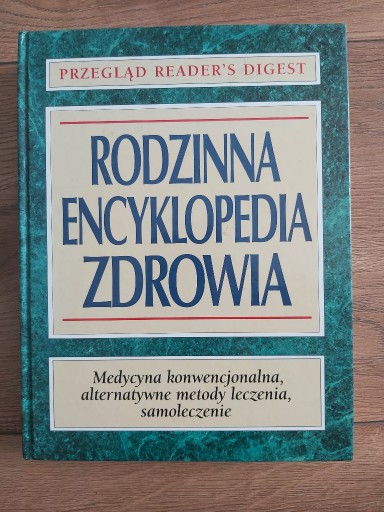 PRZEGLĄD READER'S DIGEST
RODZINNA
ENCYKLOPEDIA
ZDROWIA
Medycyna konwencjonalna,
alternatywne metody leczenia,
samoleczenie